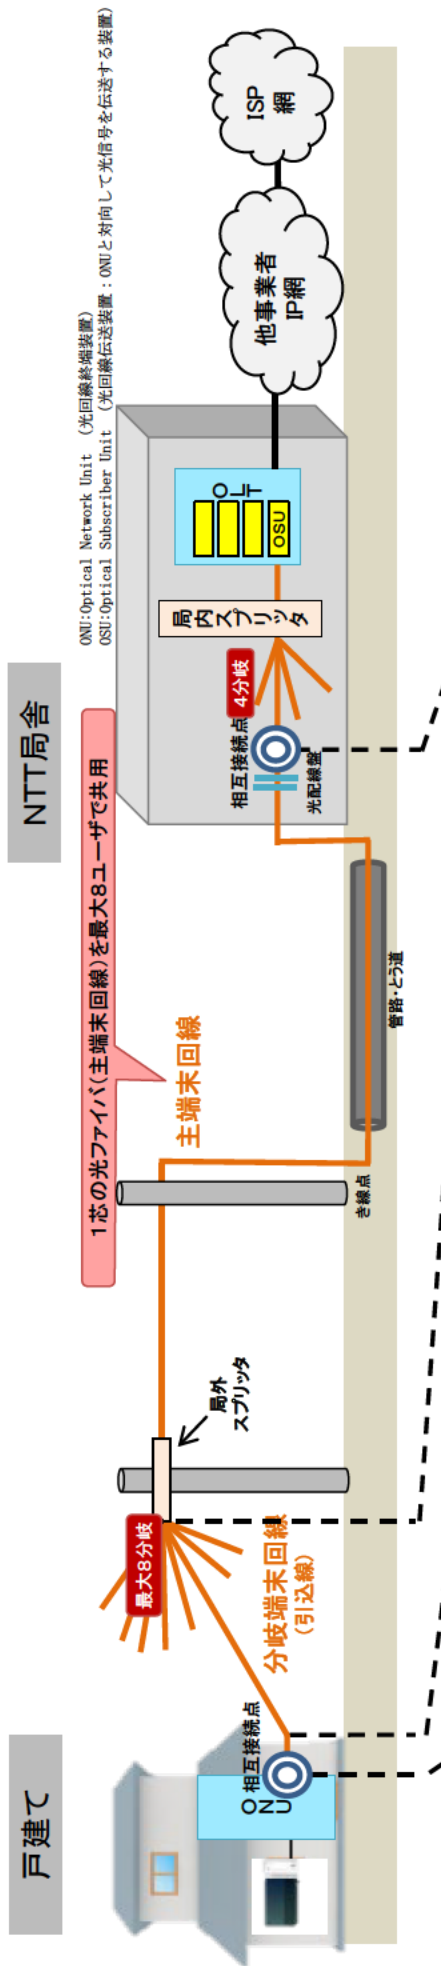 戸建て
NTT局舎
ONU:Optical Network Unit （光回線終端装置）
OSU:Optical Subscriber Unit （光回線伝送装置：ONUと対向して光信号を伝送する装置）
1芯の光ファイバ(主端末回線)を最大8ユーザで共用
最大8分岐
局外
スプリッタ
主端末回線
分岐端末回線
(引込線)
相互接続点
ONU
き線点
管路・とう道
相互接続点
光配線盤
4分岐
局内スプリッタ
OLT
OSU
他事業者
IP網
ISP
網